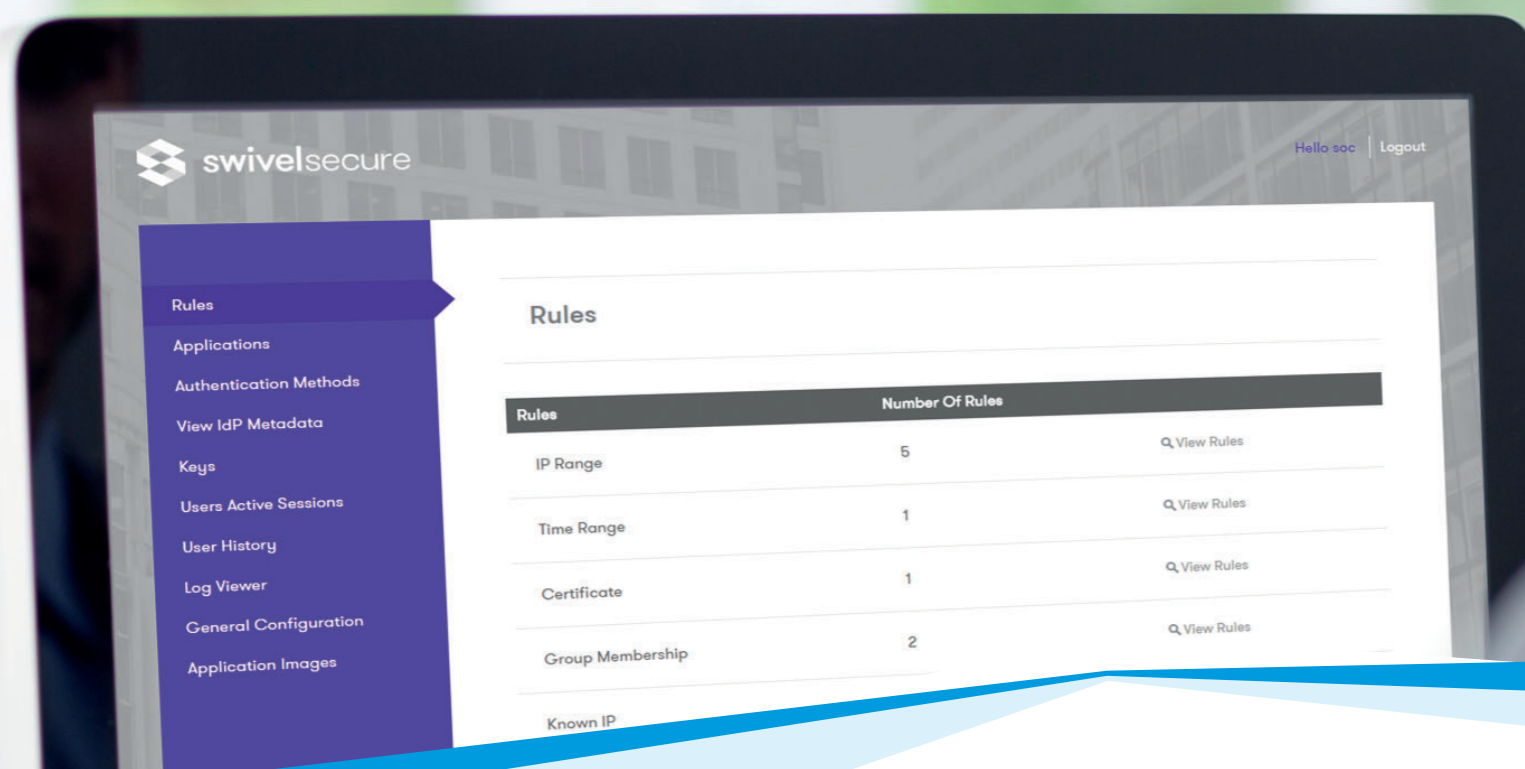 swivelsecure
Hello soc | Logout
Rules
Applications
Authentication Methods
View IdP Metadata
Keys
Users Active Sessions
User History
Log Viewer
General Configuration
Application Images
Rules
Rules Number Of Rules
IP Range 5 View Rules
Time Range 1 View Rules
Certificate 1 View Rules
Group Membership 2 View Rules
Known IP